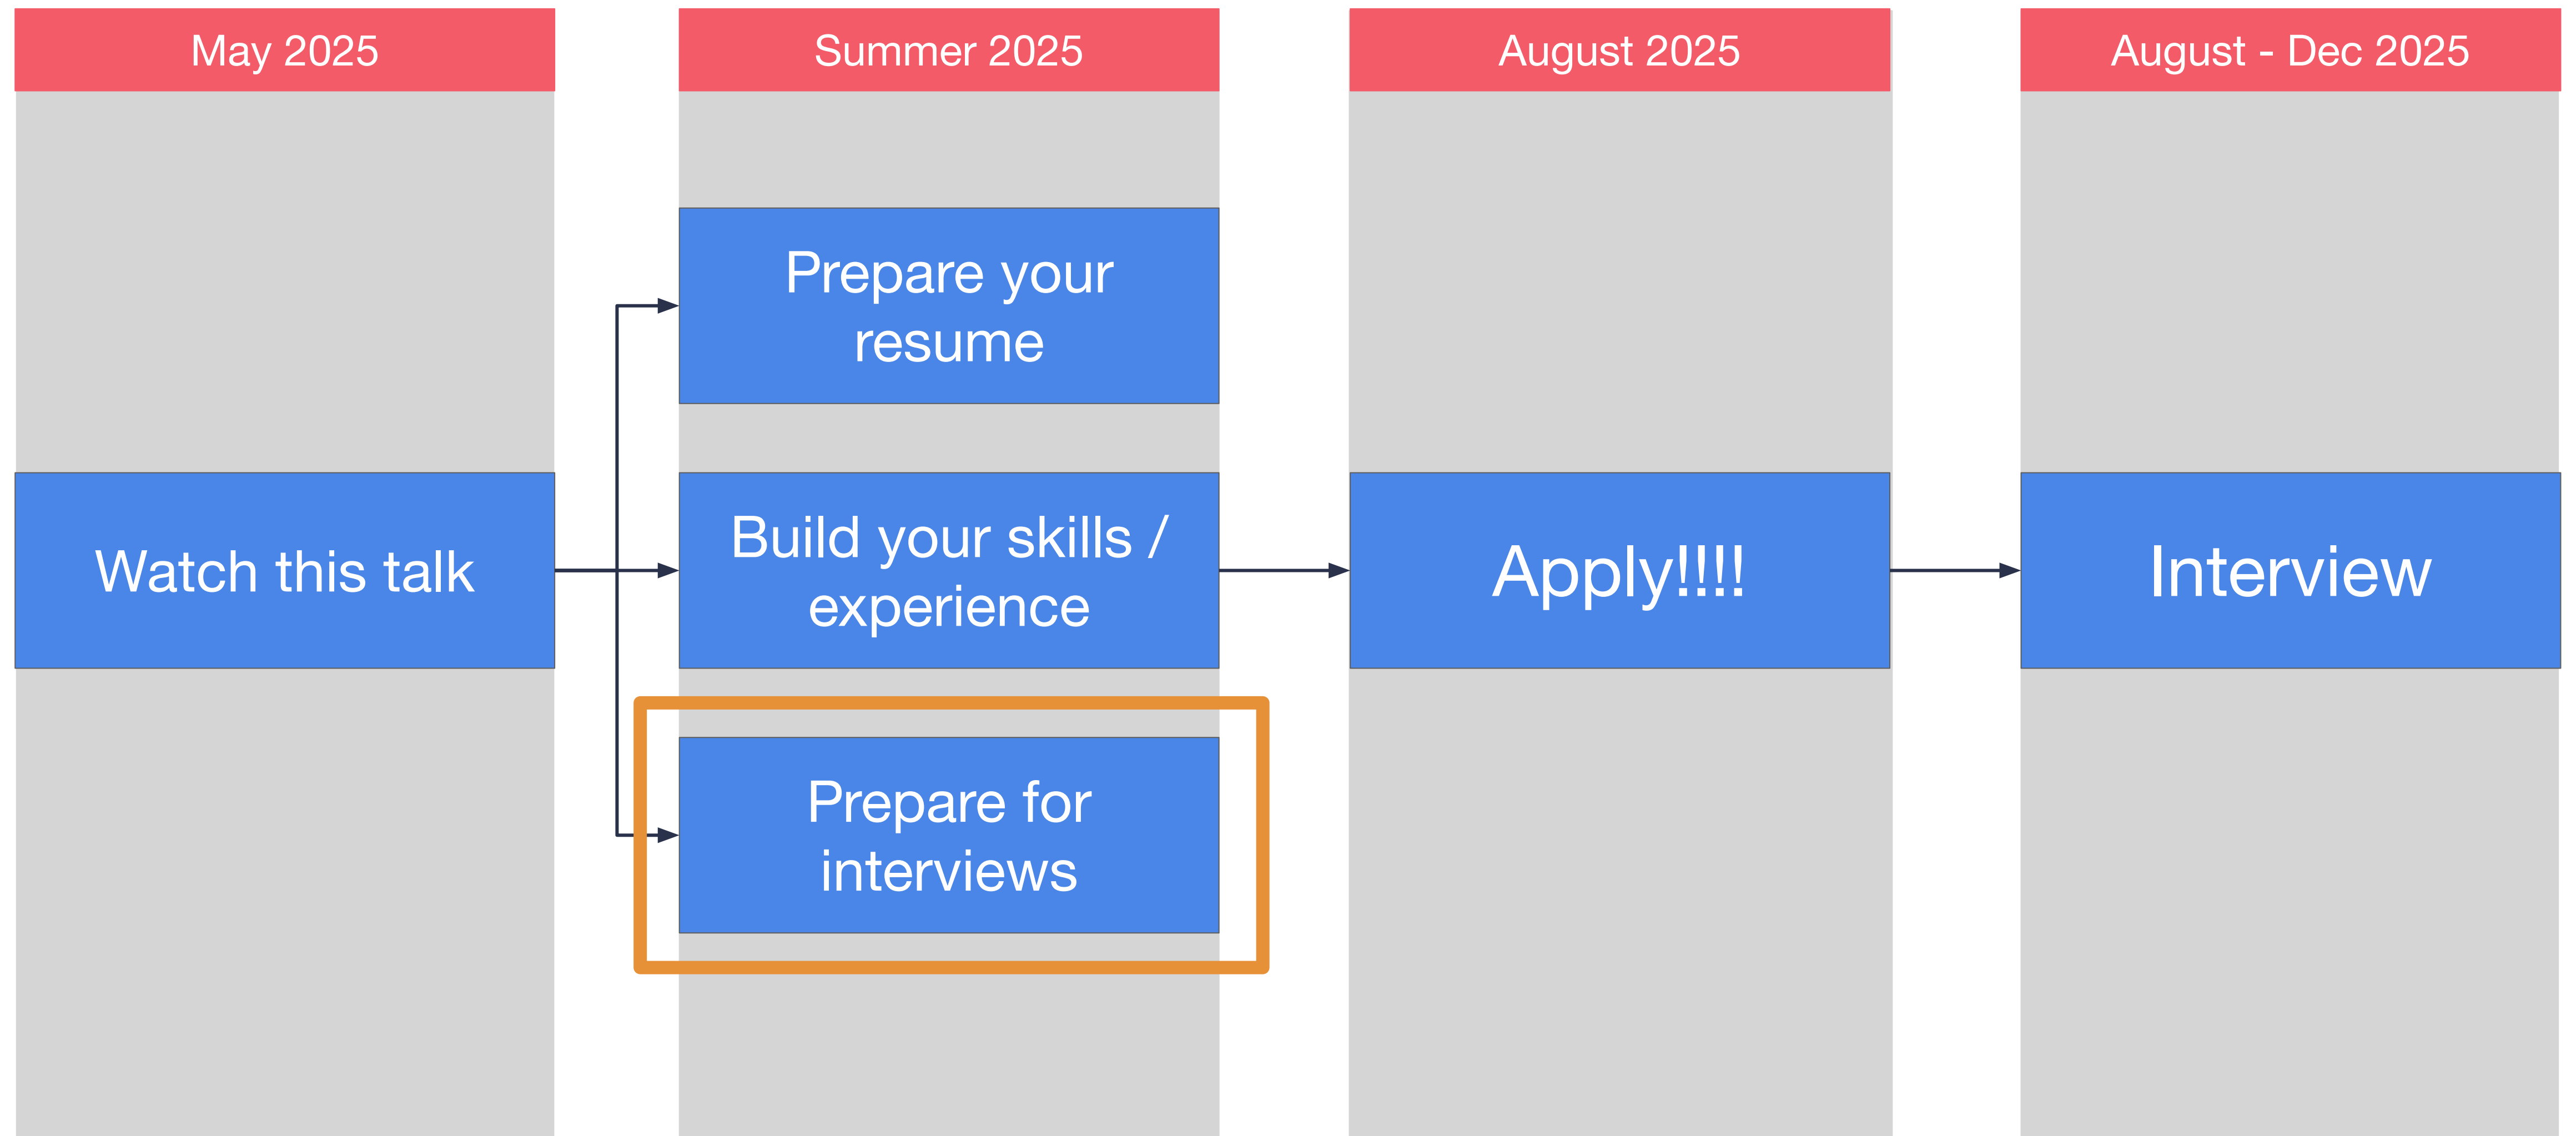 May 2025
Summer 2025
August 2025
August - Dec 2025
Watch this talk
Prepare your
resume
Build your skills /
experience
Prepare for
interviews
Apply!!!!
Interview